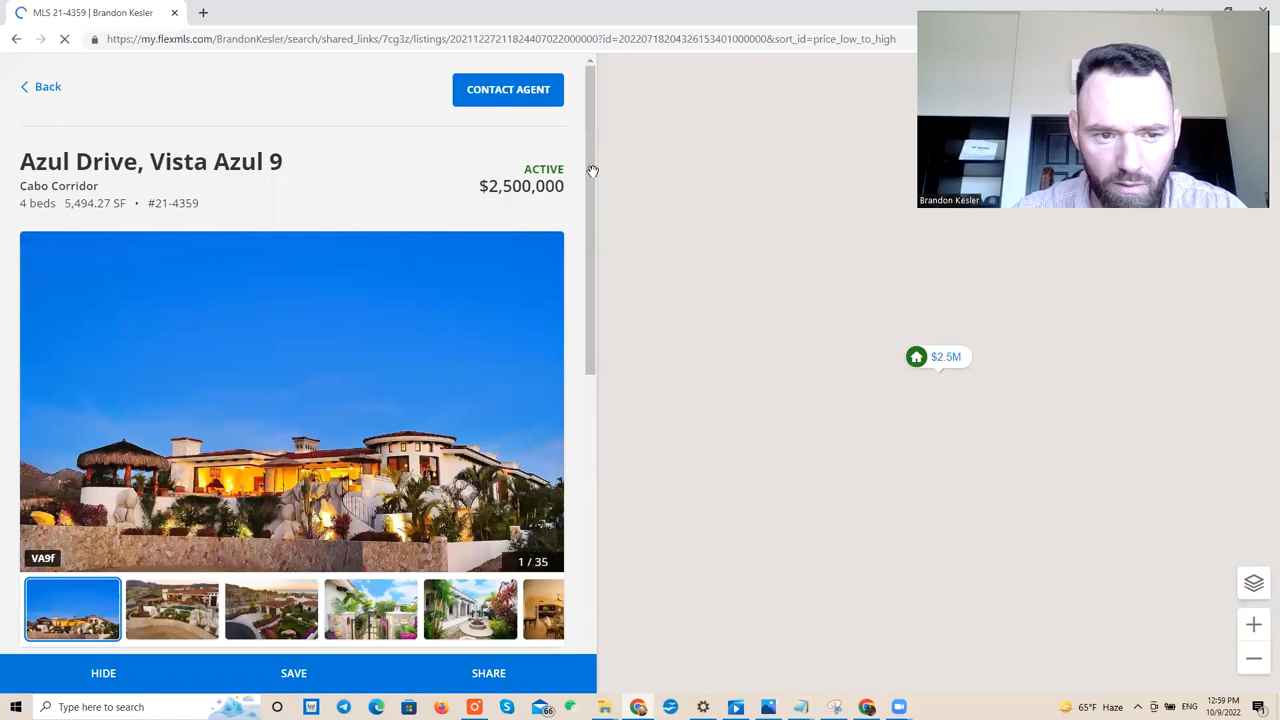 MLS 21-4359 | Brandon Kesler
https://my.flexmls.com/BrandonKesler/search/shared_links/7cg3z/listings/20211227211824407022000000?id=20220718204326153401000000&sort_id=price_low_to_high
Back
CONTACT AGENT
Azul Drive, Vista Azul 9
ACTIVE
Cabo Corridor
$2,500,000
4 beds 5,494.27 SF • #21-4359
Brandon Kesler
$2.5M
VA9f
1 / 35
HIDE
SAVE
SHARE
Type here to search
66
65°F Haze
ENG
12:59 PM
10/9/2022
1